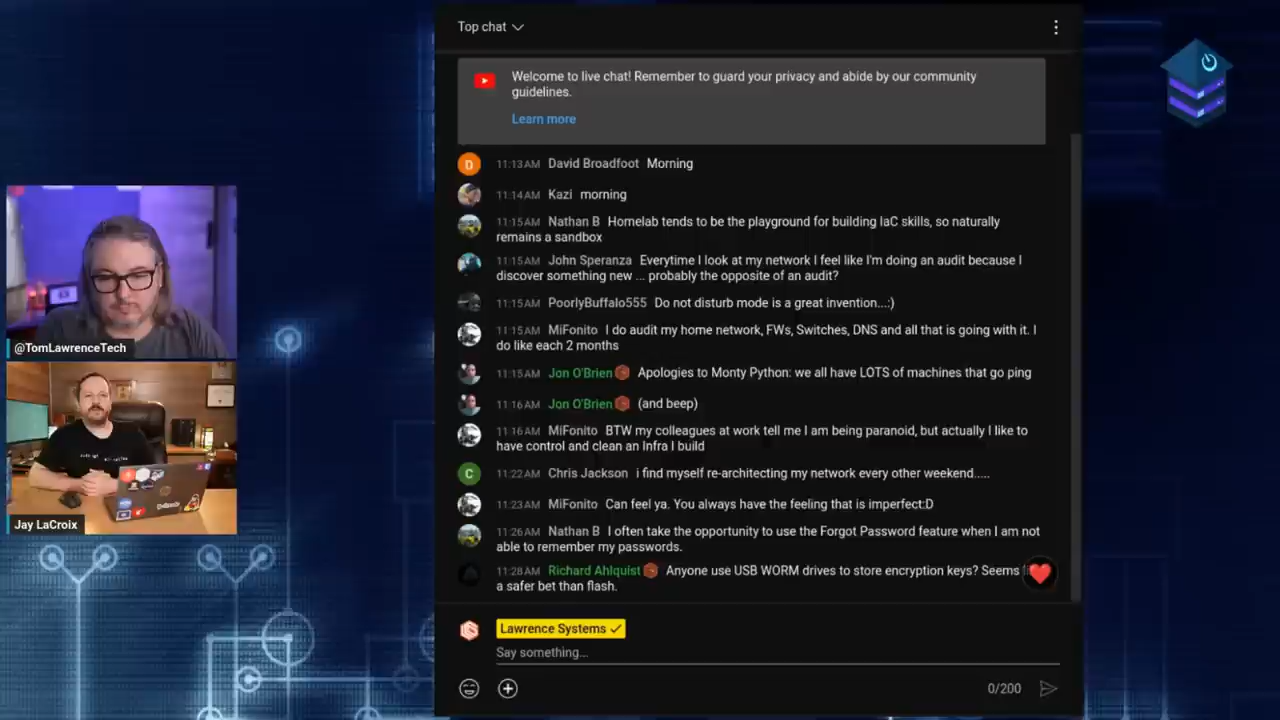 Top chat
Welcome to live chat! Remember to guard your privacy and abide by our community
guidelines.
Learn more
D
11:13 AM David Broadfoot Morning
11:14 AM Kazi morning
11:15 AM Nathan B Homelab tends to be the playground for building IaC skills, so naturally
remains a sandbox
11:15 AM John Speranza Everytime I look at my network I feel like I'm doing an audit because I
discover something new ... probably the opposite of an audit?
11:15 AM PoorlyBuffalo555 Do not disturb mode is a great invention...:)
11:15 AM MiFonito I do audit my home network, FWs, Switches, DNS and all that is going with it. I
do like each 2 months
11:15 AM Jon O'Brien Apologies to Monty Python: we all have LOTS of machines that go ping
11:16 AM Jon O'Brien (and beep)
11:16 AM MiFonito BTW my colleagues at work tell me I am being paranoid, but actually I like to
have control and clean an Infra I build
C
11:22 AM Chris Jackson i find myself re-architecting my network every other weekend.....
11:23 AM MiFonito Can feel ya. You always have the feeling that is imperfect:D
11:26 AM Nathan B I often take the opportunity to use the Forgot Password feature when I am not
able to remember my passwords.
11:28 AM Richard Ahlquist Anyone use USB WORM drives to store encryption keys? Seems
a safer bet than flash.
Lawrence Systems
Say something...
0/200
@TomLawrenceTech
Jay LaCroix